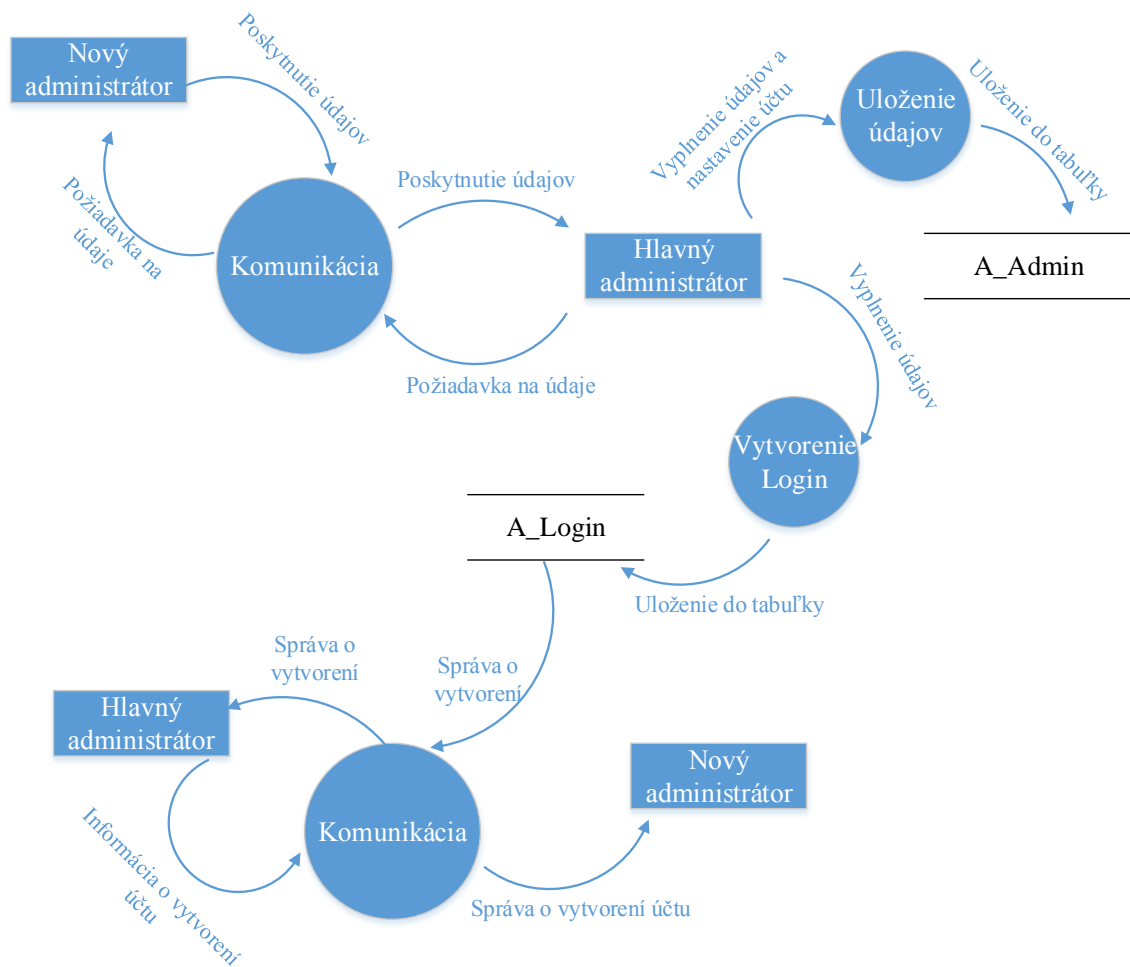 Nový
administrátor
Poskytnutie údajov
Požiadavka na
údaje
Komunikácia
Poskytnutie údajov
Požiadavka na údaje
Hlavný
administrátor
Vyplnenie údajov a
nastavenie účtu
Uloženie
údajov
Uloženie do tabuľky
A_Admin
Vyplnenie údajov
Vytvorenie
Login
Uloženie do tabuľky
A_Login
Správa o
vytvorení
Správa o
vytvorení
Hlavný
administrátor
Informácia o vytvorení
účtu
Komunikácia
Správa o vytvorení účtu
Nový
administrátor